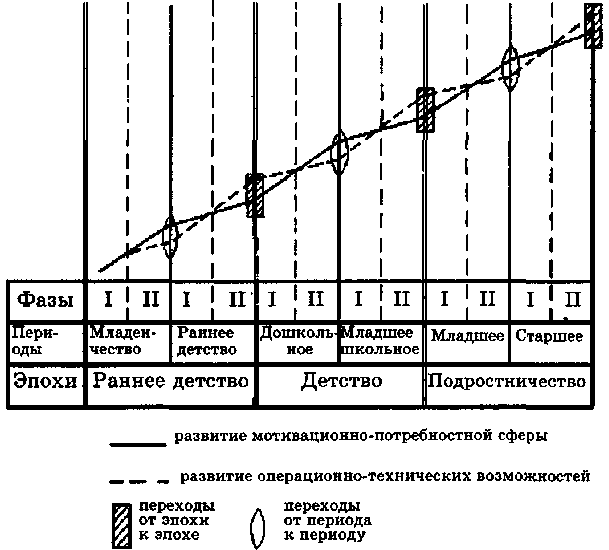 Фазы I II I II I II I II I II I II
Пери- Младен- Раннее Дошколь- Младшее Младшее Старшее
оды чество детство ное школьное
Эпохи Раннее детство Детство Подростничество
развитие мотивационно-потребностной сферы
развитие операционно-технических возможностей
переходы
от эпохи
к эпохе
переходы
от периода
к периоду